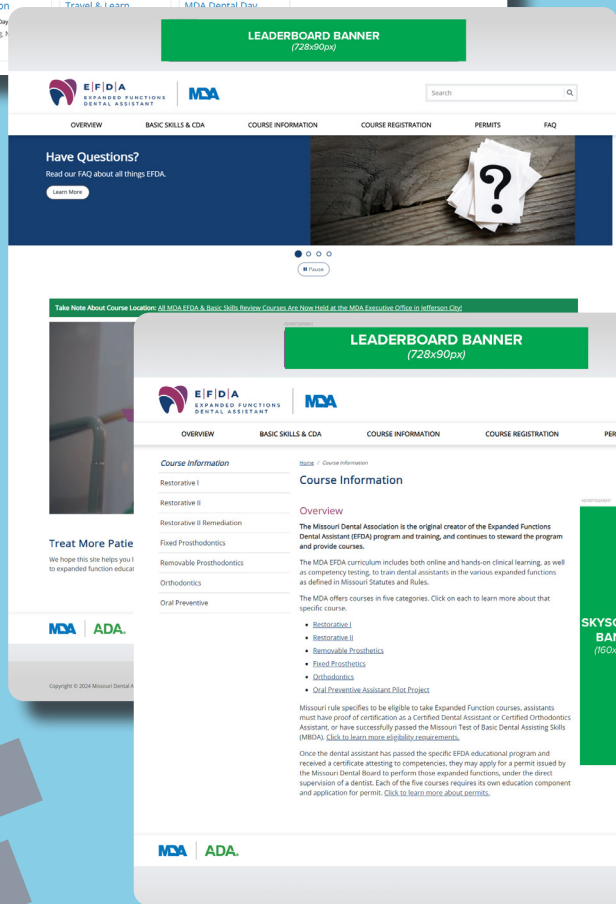 Travel & Learn
MDA Dental Day
LEADERBOARD BANNER
(728x90px)
E|F|D|A
EXPANDED FUNCTIONS
DENTAL ASSISTANT
MDA
Search
OVERVIEW
BASIC SKILLS & CDA
COURSE INFORMATION
COURSE REGISTRATION
PERMITS
FAQ
Have Questions?
Read our FAQ about all things EFDA.
Learn More
?
Pause
Take Note About Course Location: All MDA EFDA & Basic Skills Review Courses Are Now Held at the MDA Executive Office in Jefferson City!
Treat More Patie
We hope this site helps you l
to expanded function educat
MDA
ADA.
Copyright © 2024 Missouri Dental A
ADVERTISEMENT
LEADERBOARD BANNER
(728x90px)
E|F|D|A
EXPANDED FUNCTIONS
DENTAL ASSISTANT
MDA
OVERVIEW
BASIC SKILLS & CDA
COURSE INFORMATION
COURSE REGISTRATION
PER
Course Information
Restorative I
Restorative II
Restorative II Remediation
Fixed Prosthodontics
Removable Prosthodontics
Orthodontics
Oral Preventive
Home / Course Information
Course Information
Overview
The Missouri Dental Association is the original creator of the Expanded Functions
Dental Assistant (EFDA) program and training, and continues to steward the program
and provide courses.
The MDA EFDA curriculum includes both online and hands-on clinical learning, as well
as competency testing, to train dental assistants in the various expanded functions
as defined in Missouri Statutes and Rules.
The MDA offers courses in five categories. Click on each to learn more about that
specific course.
• Restorative I
• Restorative II
• Removable Prosthetics
• Fixed Prosthetics
• Orthodontics
• Oral Preventive Assistant Pilot Project
Missouri rule specifies to be eligible to take Expanded Function courses, assistants
must have proof of certification as a Certified Dental Assistant or Certified Orthodontics
Assistant, or have successfully passed the Missouri Test of Basic Dental Assisting Skills
(MBDA). Click to learn more eligibility requirements.
Once the dental assistant has passed the specific EFDA educational program and
received a certificate attesting to competencies, they may apply for a permit issued by
the Missouri Dental Board to perform those expanded functions, under the direct
supervision of a dentist. Each of the five courses requires its own education component
and application for permit. Click to learn more about permits.
ADVERTISEMENT
SKYSC
BAN
(160x
MDA
ADA.